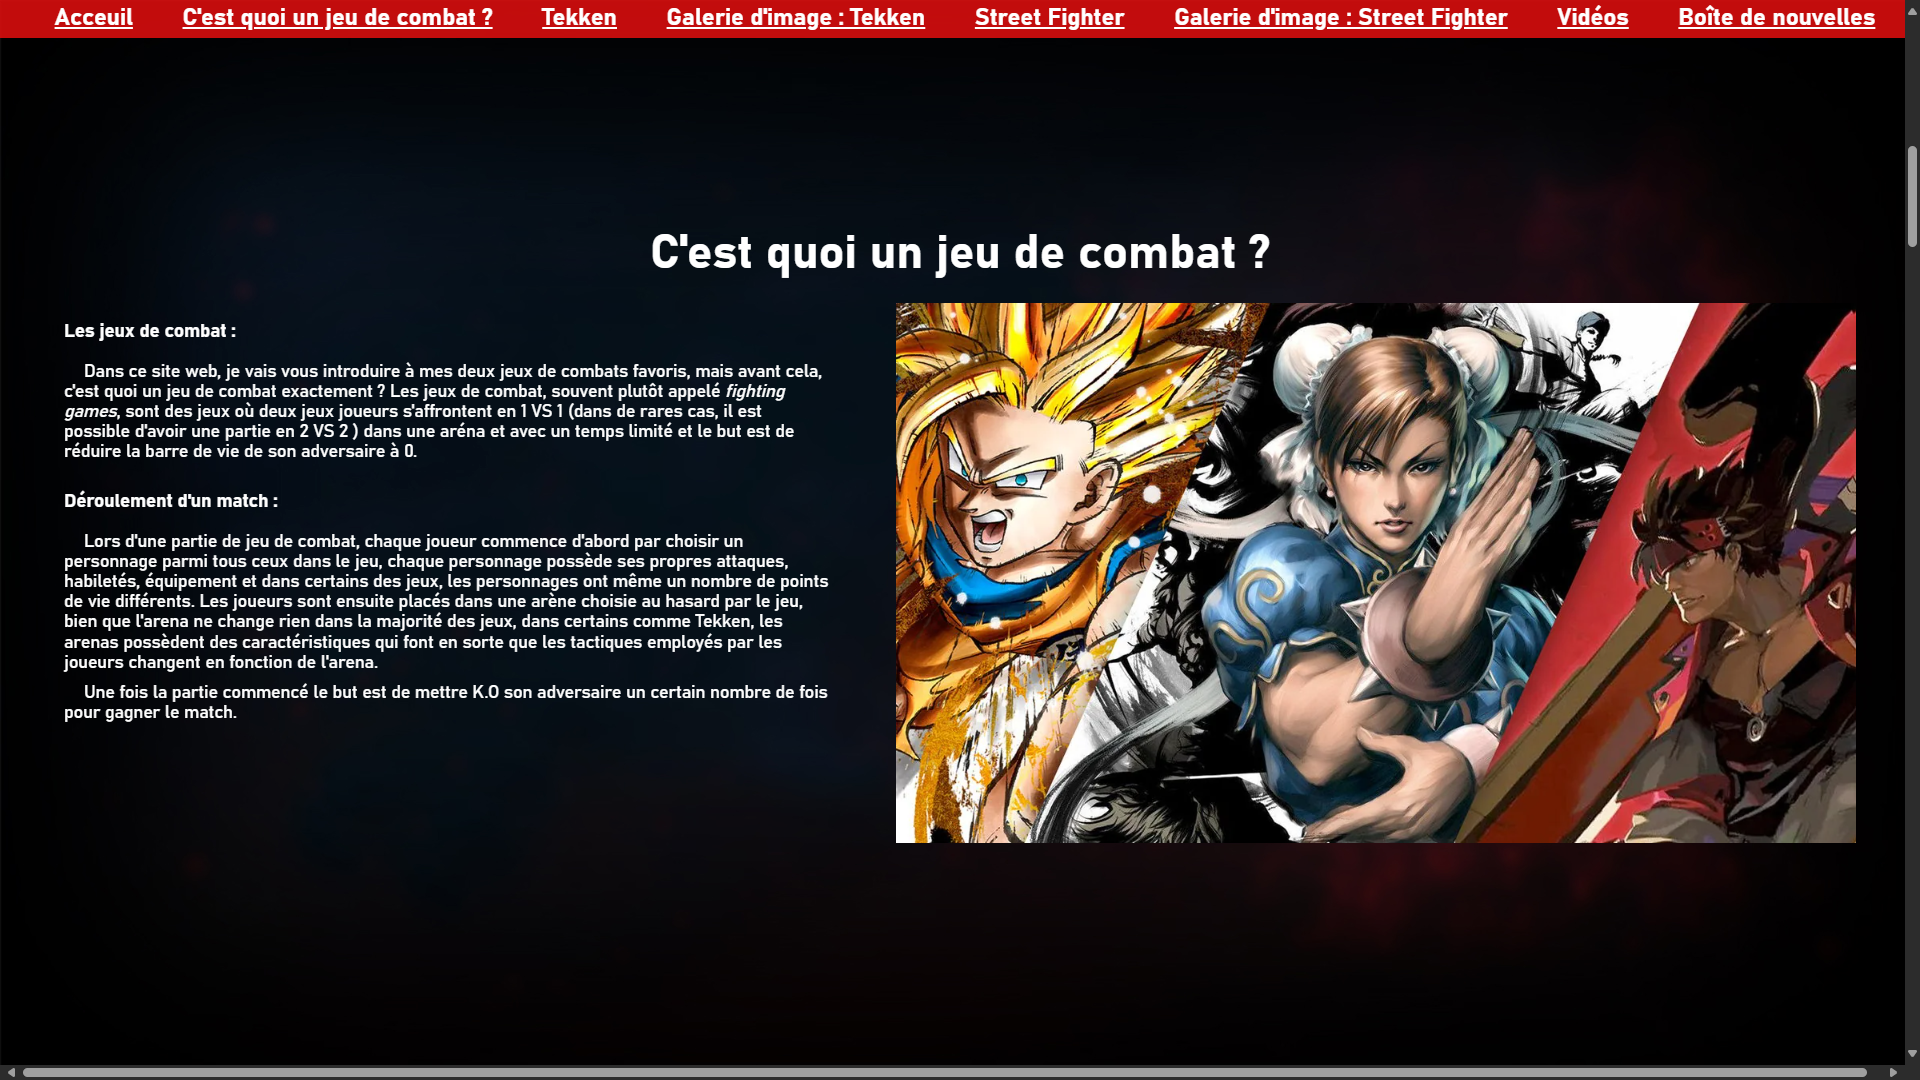 Acceuil C'est quoi un jeu de combat ? Tekken Galerie d'image : Tekken Street Fighter Galerie d'image : Street Fighter Vidéos Boîte de nouvelles
C'est quoi un jeu de combat ?
Les jeux de combat :
Dans ce site web, je vais vous introduire à mes deux jeux de combats favoris, mais avant cela,
c'est quoi un jeu de combat exactement ? Les jeux de combat, souvent plutôt appelé fighting
games, sont des jeux où deux jeux joueurs s'affrontent en 1 VS 1 (dans de rares cas, il est
possible d'avoir une partie en 2 VS 2 ) dans une aréna et avec un temps limité et le but est de
réduire la barre de vie de son adversaire à 0.
Déroulement d'un match :
Lors d'une partie de jeu de combat, chaque joueur commence d'abord par choisir un
personnage parmi tous ceux dans le jeu, chaque personnage possède ses propres attaques,
habiletés, équipement et dans certains des jeux, les personnages ont même un nombre de points
de vie différents. Les joueurs sont ensuite placés dans une arène choisie au hasard par le jeu,
bien que l'arena ne change rien dans la majorité des jeux, dans certains comme Tekken, les
arenas possèdent des caractéristiques qui font en sorte que les tactiques employés par les
joueurs changent en fonction de l'arena.
Une fois la partie commencé le but est de mettre K.O son adversaire un certain nombre de fois
pour gagner le match.